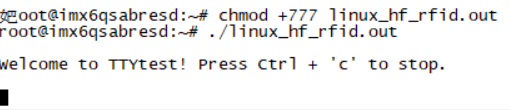 妑oot@imx6qsabresd:~# chmod +777 linux_hf_rfid.out
root@imx6qsabresd:~# ./linux_hf_rfid.out
Welcome to TTYtest! Press Ctrl + 'c' to stop.